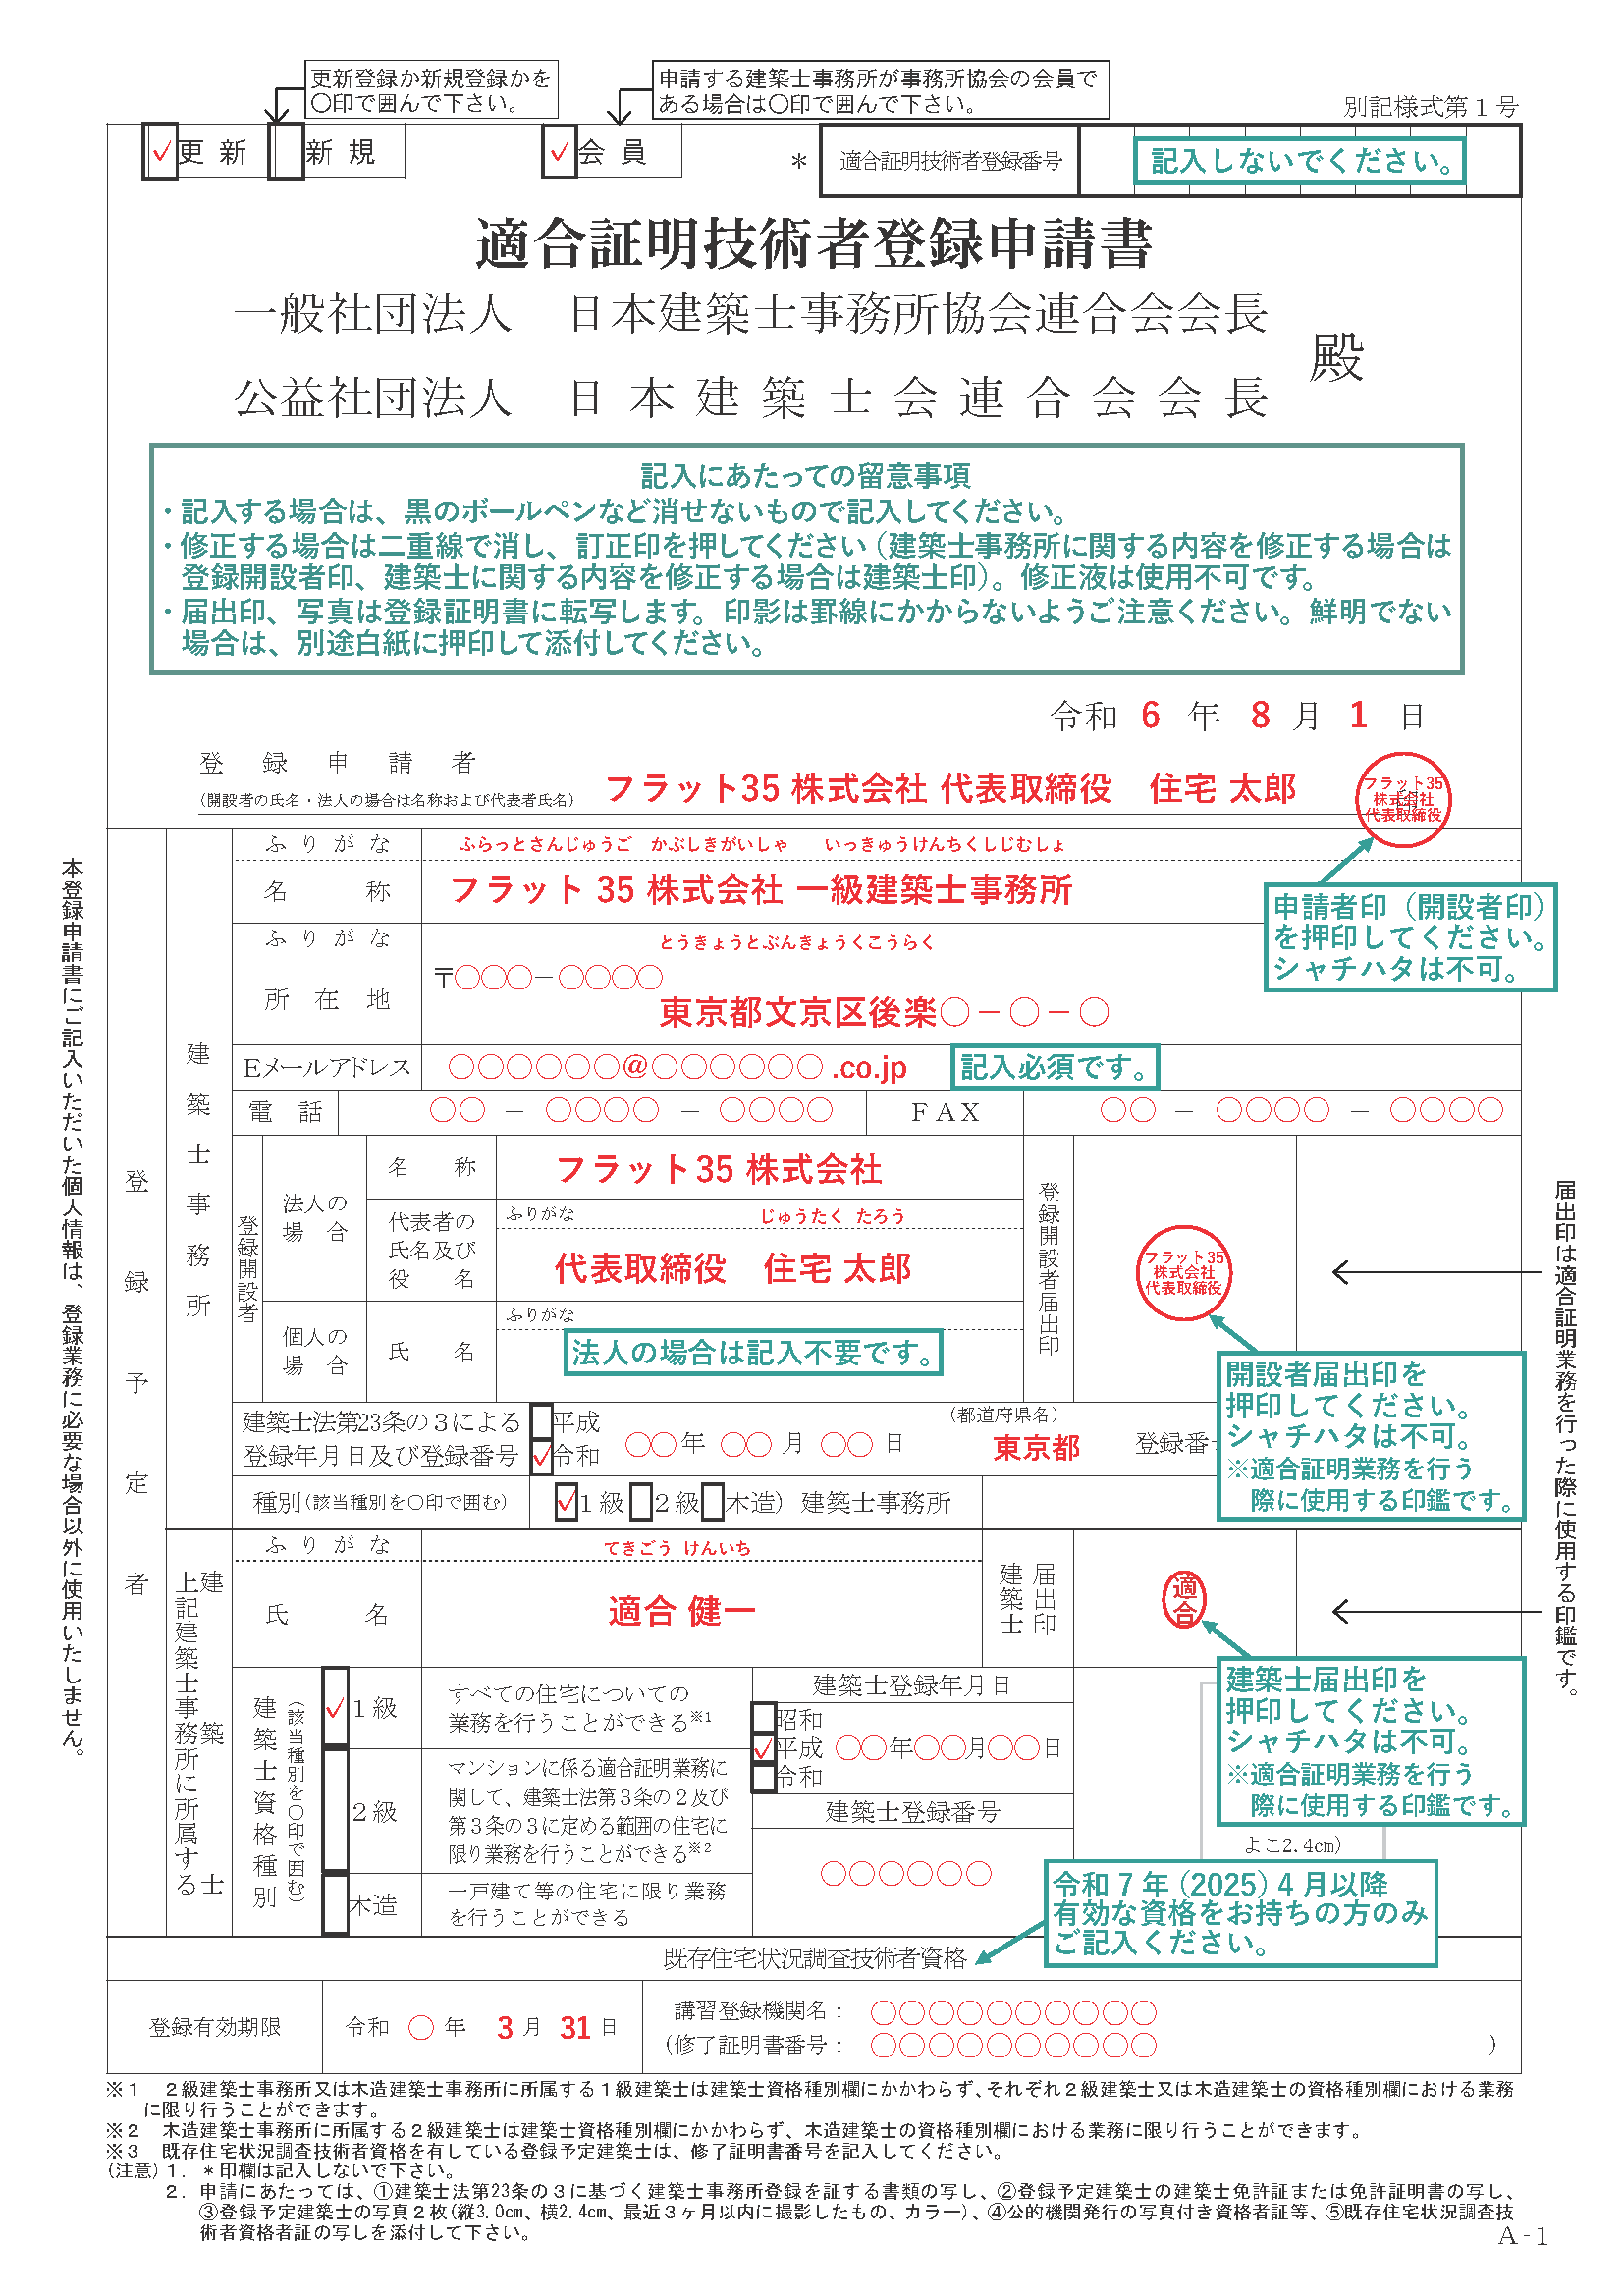 更新登録か新規登録かを
〇印で囲んで下さい。
申請する建築士事務所が事務所協会の会員で
ある場合は〇印で囲んで下さい。
別記様式第1号
✓更 新 新 規 ✓会 員
* 適合証明技術者登録番号 記入しないでください。
適合証明技術者登録申請書
一般社団法人 日本建築士事務所協会連合会会長
殿
公益社団法人 日本建築士会連合会会長
記入にあたっての留意事項
・記入する場合は、黒のボールペンなど消せないもので記入してください。
・修正する場合は二重線で消し、訂正印を押してください（建築士事務所に関する内容を修正する場合は
登録開設者印、建築士に関する内容を修正する場合は建築士印）。修正液は使用不可です。
・届出印、写真は登録証明書に転写します。印影は罫線にかからないようご注意ください。鮮明でない
場合は、別途白紙に押印して添付してください。
令和 6 年 8 月 1 日
登録申請者
（開設者の氏名・法人の場合は名称および代表者氏名） フラット35 株式会社 代表取締役 住宅 太郎
フラット35
株式会社
代表取締役
申請者印（開設者印）
を押印してください。
シャチハタは不可。
本登録申請書にご記入いただいた個人情報は、登録業務に必要な場合以外に使用いたしません。
登録予定者
建築士事務所
ふりがな ふらっとさんじゅうご かぶしきがいしゃ いっきゅうけんちくしじむしょ
名 称 フラット 35 株式会社 一級建築士事務所
ふりがな とうきょうとぶんきょうくこうらく
所 在 地 〒〇〇〇－〇〇〇〇
東京都文京区後楽〇－〇－〇
Eメールアドレス 〇〇〇〇〇〇@〇〇〇〇〇〇.co.jp 記入必須です。
電 話 〇〇 － 〇〇〇〇 － 〇〇〇〇 FAX 〇〇 － 〇〇〇〇 － 〇〇〇〇
登録開設者
法人の
場 合
名 称 フラット35 株式会社
代表者の
氏名及び
役 名
ふりがな じゅうたく たろう
代表取締役 住宅 太郎
個人の
場 合
氏 名
ふりがな
法人の場合は記入不要です。
登録開設者届出印
フラット35
株式会社
代表取締役
開設者届出印を
押印してください。
シャチハタは不可。
※適合証明業務を行う
際に使用する印鑑です。
届出印は適合証明業務を行った際に使用する印鑑です。
建築士法第23条の3による
登録年月日及び登録番号
平成
✓令和 〇〇年 〇〇 月 〇〇 日
（都道府県名）
東京都 登録番
種別（該当種別を〇印で囲む） ✓1級 2級 木造）建築士事務所
上記建築士事務所に所属する
建築士
ふりがな てきごう けんいち
氏 名 適合 健一
建築士
届出印
適合
建築士届出印を
押印してください。
シャチハタは不可。
※適合証明業務を行う
際に使用する印鑑です。
よこ2.4cm)
建築士資格種別
（該当種別を〇印で囲む）
✓1級 すべての住宅についての
業務を行うことができる※1
2級 マンションに係る適合証明業務に
関して、建築士法第3条の2及び
第3条の3に定める範囲の住宅に
限り業務を行うことができる※2
木造 一戸建て等の住宅に限り業務
を行うことができる
建築士登録年月日
昭和
✓平成 〇〇年〇〇月〇〇日
令和
建築士登録番号
〇〇〇〇〇〇
令和 7 年（2025）4 月以降
有効な資格をお持ちの方のみ
ご記入ください。
既存住宅状況調査技術者資格
登録有効期限 令和 〇 年 3 月 31 日
講習登録機関名： 〇〇〇〇〇〇〇〇〇〇
（修了証明書番号： 〇〇〇〇〇〇〇〇〇〇 ）
※1 2級建築士事務所又は木造建築士事務所に所属する1級建築士は建築士資格種別欄にかかわらず、それぞれ2級建築士又は木造建築士の資格種別欄における業務
に限り行うことができます。
※2 木造建築士事務所に所属する2級建築士は建築士資格種別欄にかかわらず、木造建築士の資格種別欄における業務に限り行うことができます。
※3 既存住宅状況調査技術者資格を有している登録予定建築士は、修了証明書番号を記入してください。
(注意) 1. *印欄は記入しないで下さい。
2. 申請にあたっては、①建築士法第23条の3に基づく建築士事務所登録を証する書類の写し、②登録予定建築士の建築士免許証または免許証明書の写し、
③登録予定建築士の写真2枚(縦3.0cm、横2.4cm、最近3ヶ月以内に撮影したもの、カラー)、④公的機関発行の写真付き資格者証等、⑤既存住宅状況調査技
術者資格者証の写しを添付して下さい。
A-1